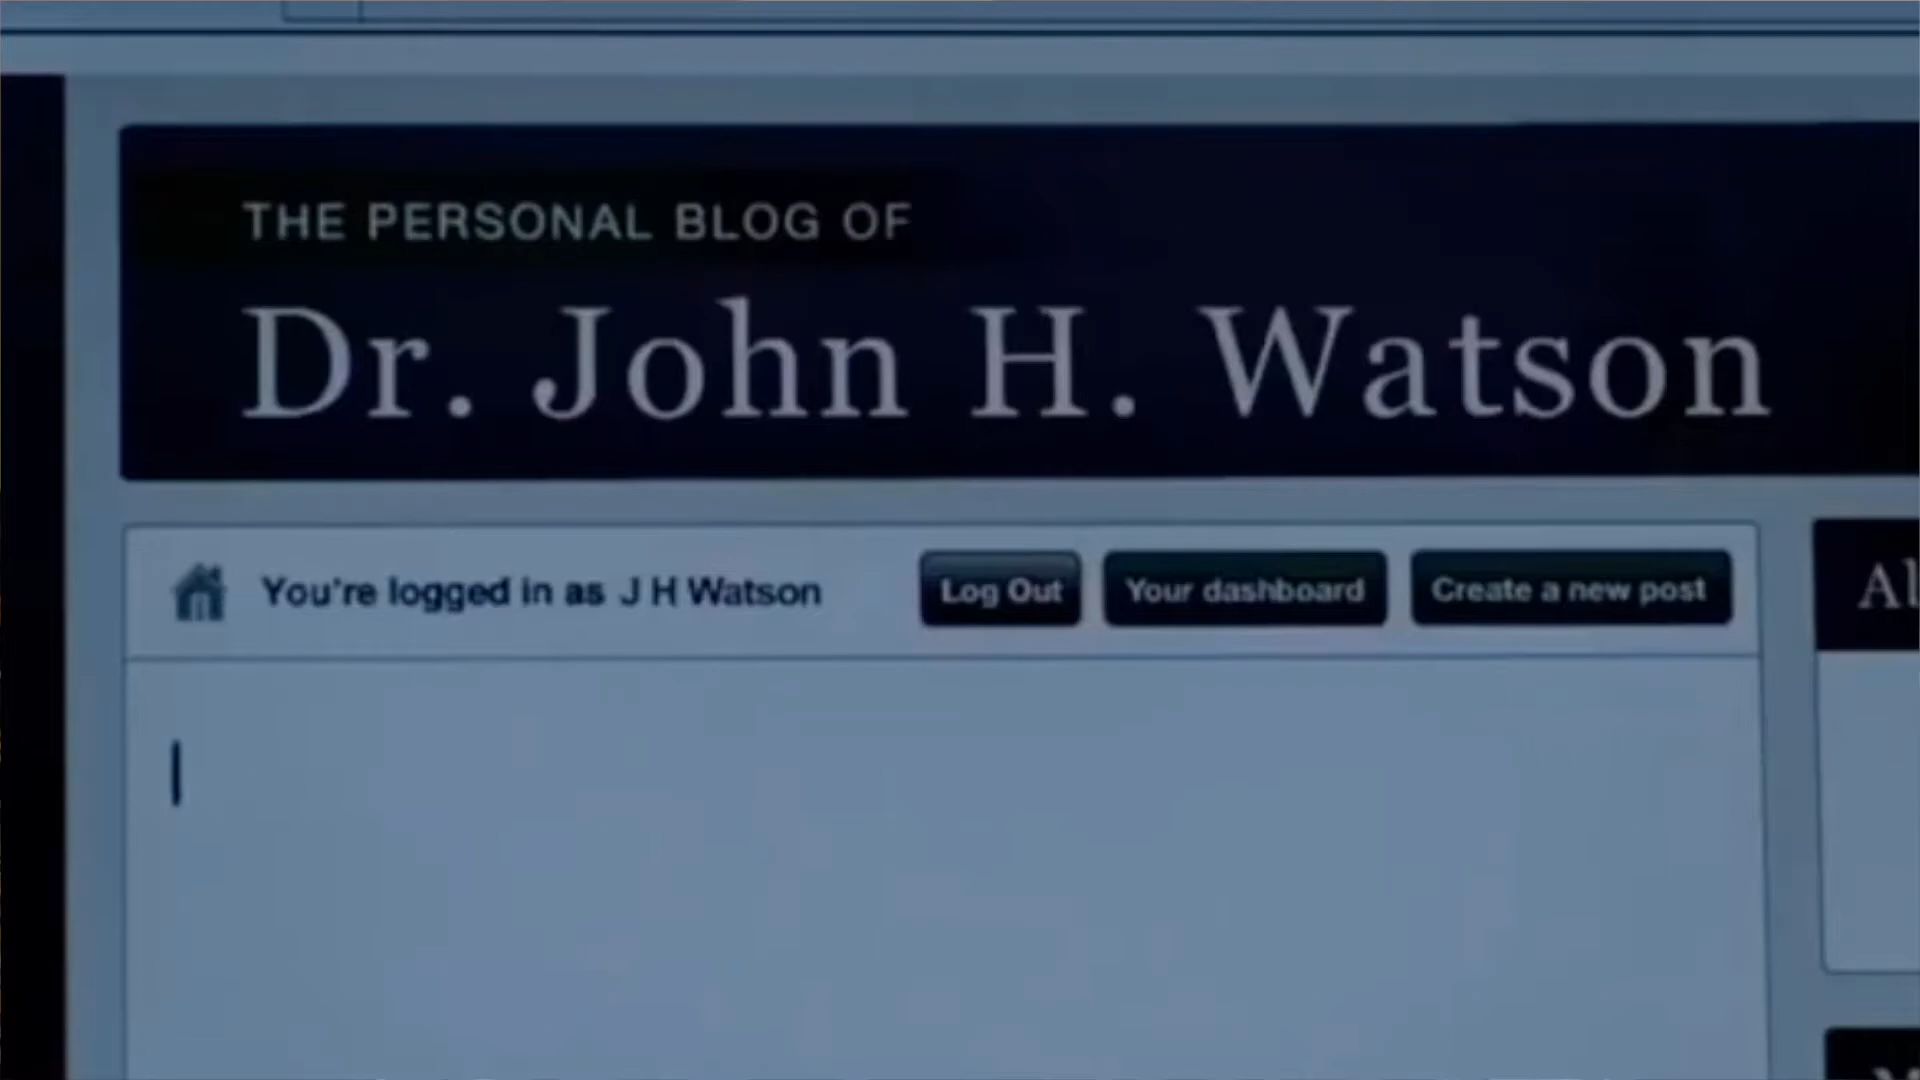 THE PERSONAL BLOG OF
Dr. John H. Watson
You're logged in as J H Watson
Log Out
Your dashboard
Create a new post